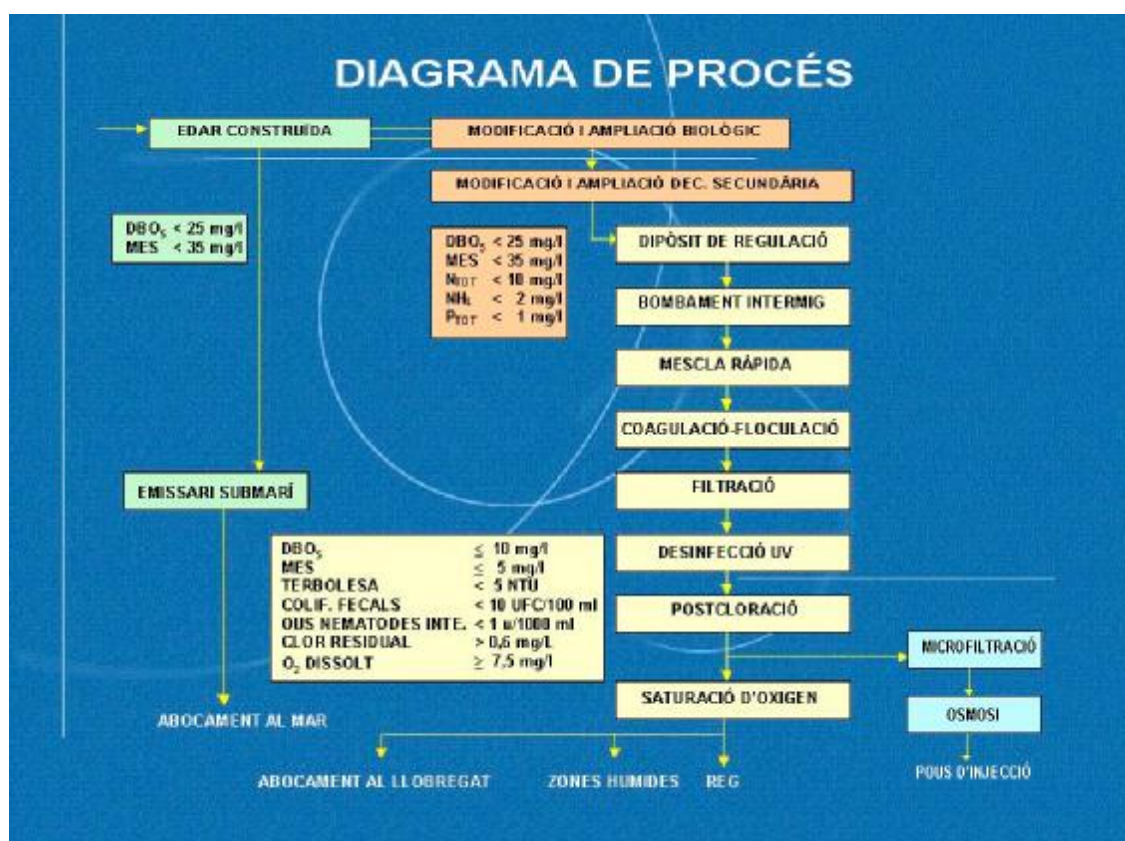 DIAGRAMA DE PROCÉS
EDAR CONSTRUÏDA
MODIFICACIÓ I AMPLIACIÓ BIOLÒGIC
MODIFICACIÓ I AMPLIACIÓ DEC. SECUNDÀRIA
DBO5 < 25 mg/l
MES < 35 mg/l
DBO5 < 25 mg/l
MES < 35 mg/l
NTOT < 10 mg/l
NH4 < 2 mg/l
PTOT < 1 mg/l
DIPÒSIT DE REGULACIÓ
BOMBAMENT INTERMIG
MESCLA RÀPIDA
COAGULACIÓ-FLOCULACIÓ
FILTRACIÓ
DESINFECCIÓ UV
POSTCLORACIÓ
SATURACIÓ D'OXIGEN
EMISSARI SUBMARÍ
DBO5 ≤ 10 mg/l
MES ≤ 5 mg/l
TERBOLESA < 5 NTU
COLIF. FECALS < 10 UFC/100 ml
OUS NEMATODES INTE. < 1 u/1000 ml
CLOR RESIDUAL > 0,6 mg/L
O2 DISSOLT ≥ 7,5 mg/l
MICROFILTRACIÓ
OSMOSI
POUS D'INJECCIÓ
ABOCAMENT AL MAR
ABOCAMENT AL LLOBREGAT
ZONES HUMIDES
REG